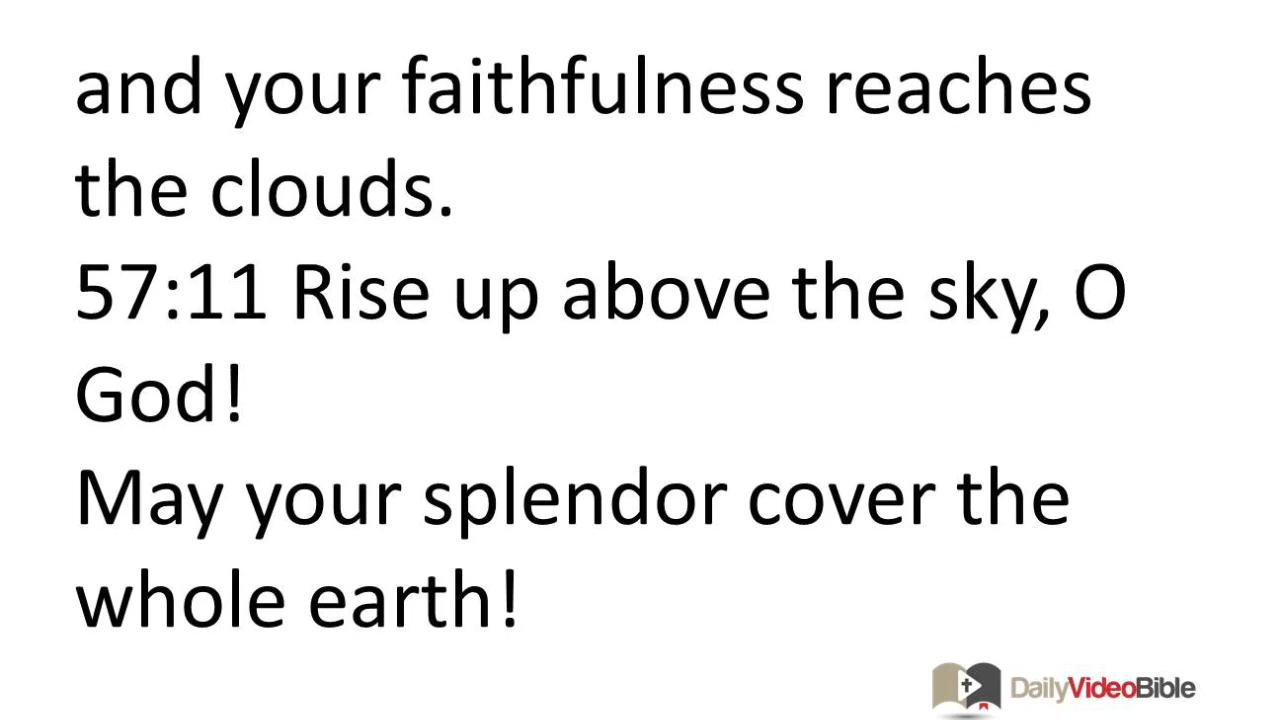 and your faithfulness reaches
the clouds.
57:11 Rise up above the sky, O
God!
May your splendor cover the
whole earth!
DailyVideoBible